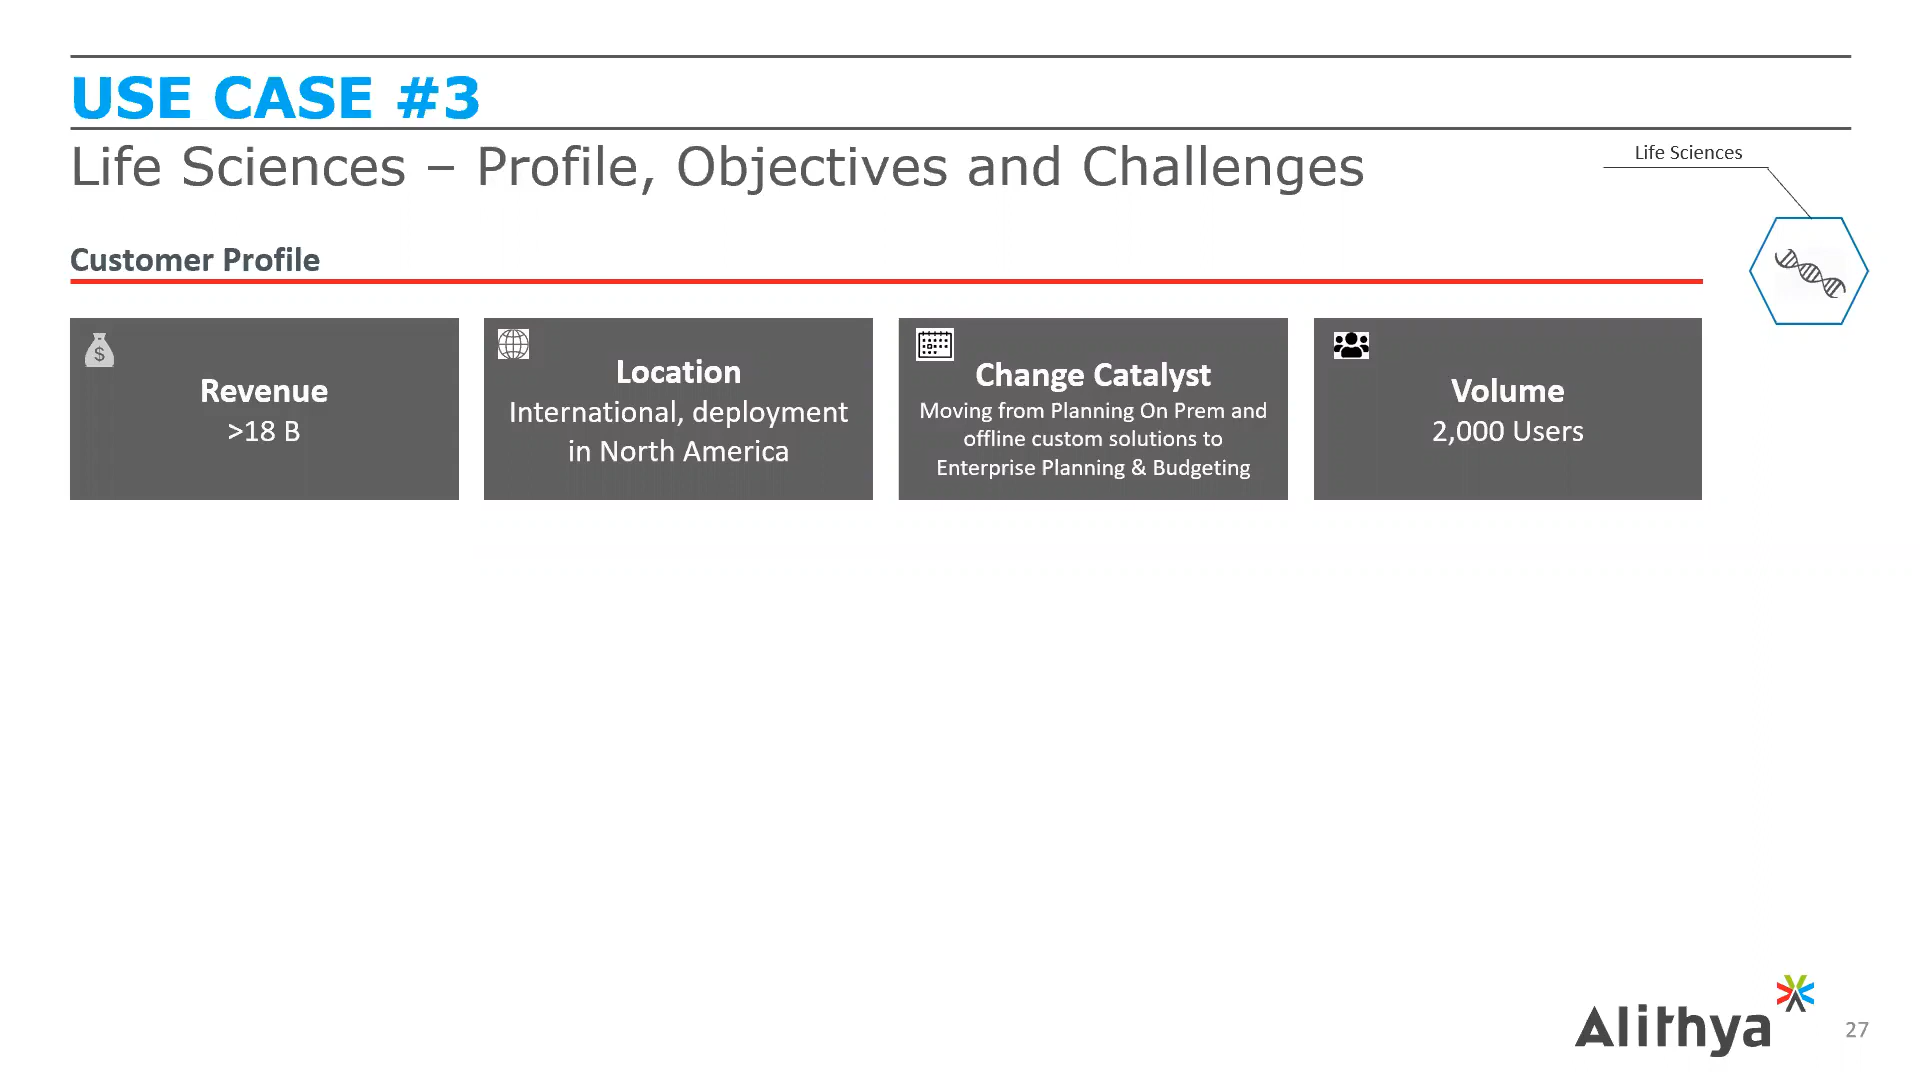 USE CASE #3
Life Sciences – Profile, Objectives and Challenges
Life Sciences
Customer Profile
$
Revenue
>18 B
Location
International, deployment
in North America
Change Catalyst
Moving from Planning On Prem and
offline custom solutions to
Enterprise Planning & Budgeting
Volume
2,000 Users
Alithya
27